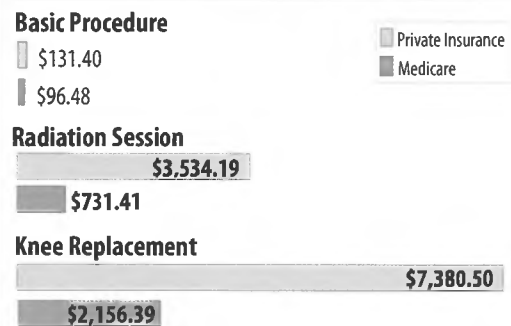 Basic Procedure
$131.40
$96.48
Private Insurance
Medicare
Radiation Session
$3,534.19
$731.41
Knee Replacement
$7,380.50
$2,156.39